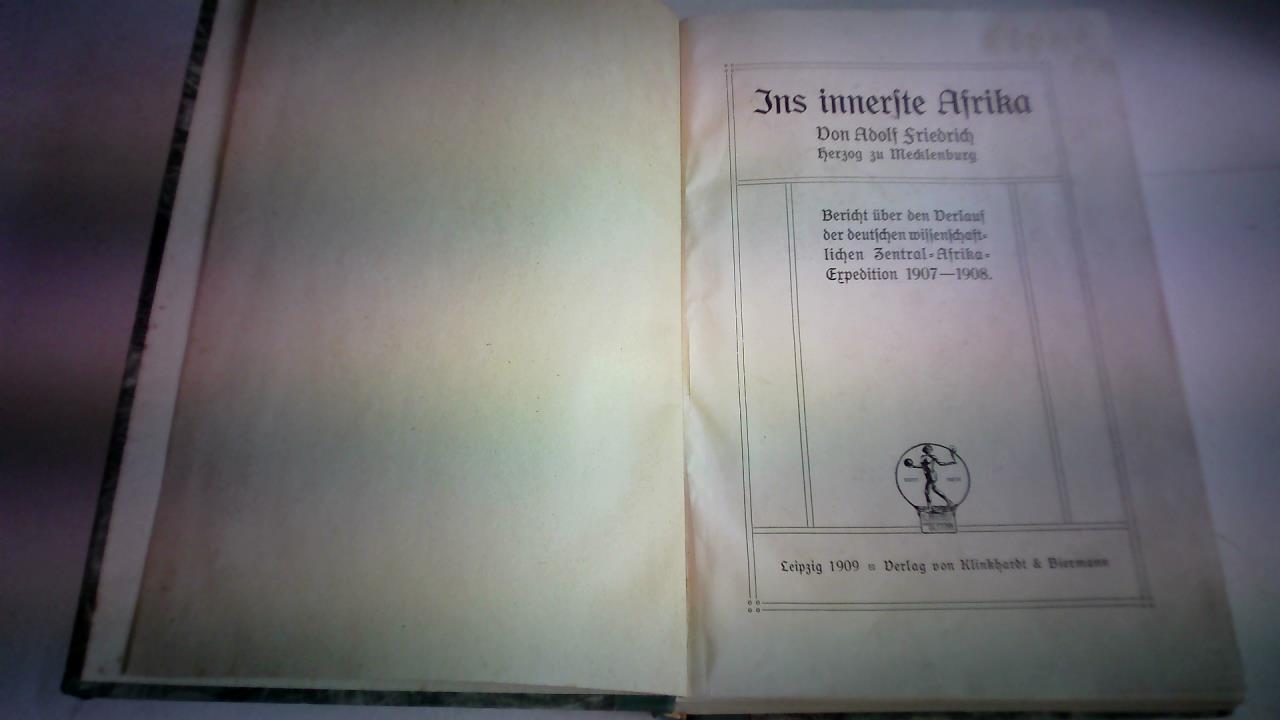 Ins innerſte Afrika
Von Adolf Friedrich
Herzog zu Mecklenburg
Bericht über den Verlauf
der deutſchen wiſſenſchaft-
lichen Zentral-Afrika-
Expedition 1907—1908.
Leipzig 1909 Verlag von Klinkhardt & Biermann